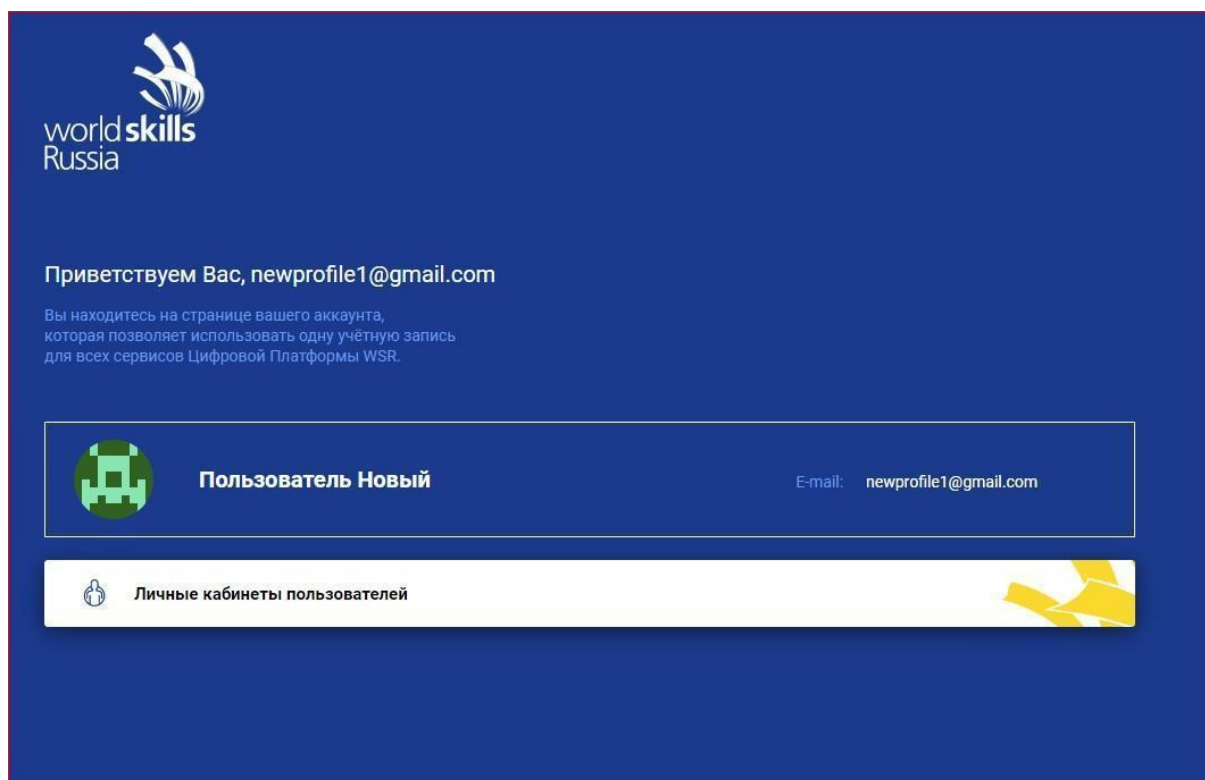 world skills
Russia
Приветствуем Вас, newprofile1@gmail.com
Вы находитесь на странице вашего аккаунта,
которая позволяет использовать одну учётную запись
для всех сервисов Цифровой Платформы WSR.
Пользователь Новый
E-mail: newprofile1@gmail.com
Личные кабинеты пользователей